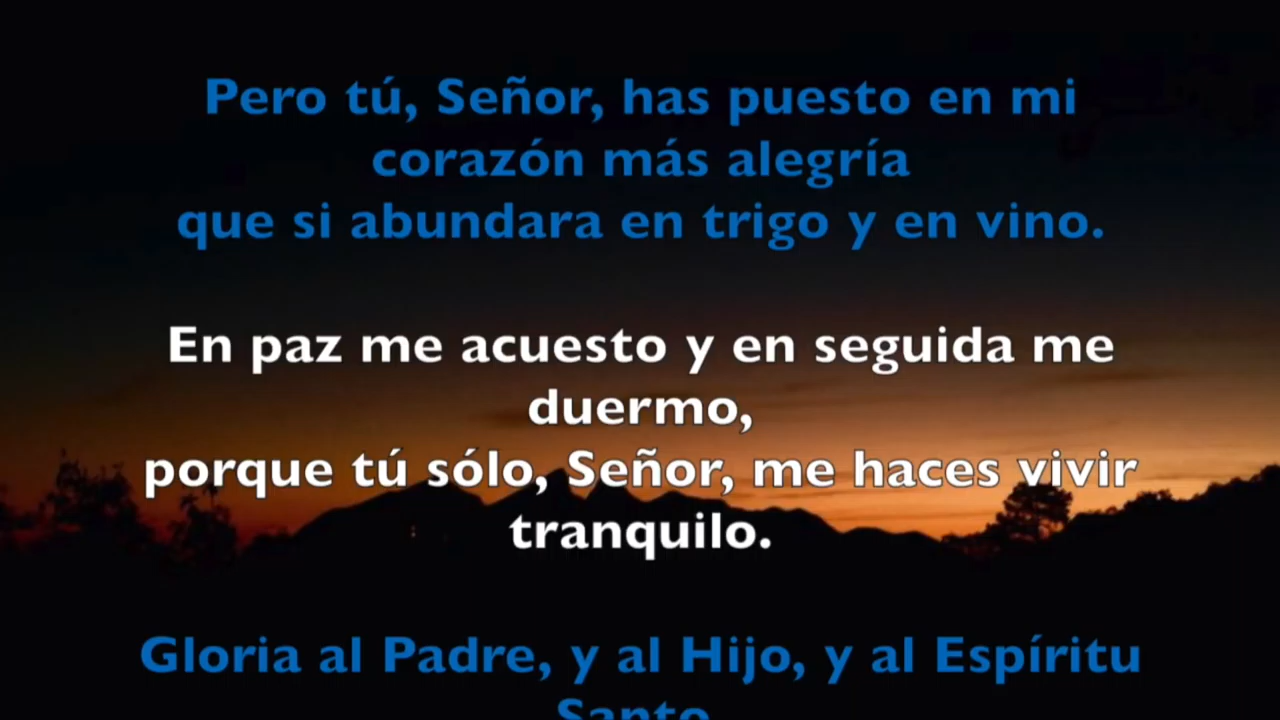 Pero tú, Señor, has puesto en mi
corazón más alegría
que si abundara en trigo y en vino.
En paz me acuesto y en seguida me
duermo,
porque tú sólo, Señor, me haces vivir
tranquilo.
Gloria al Padre, y al Hijo, y al Espíritu
Santo